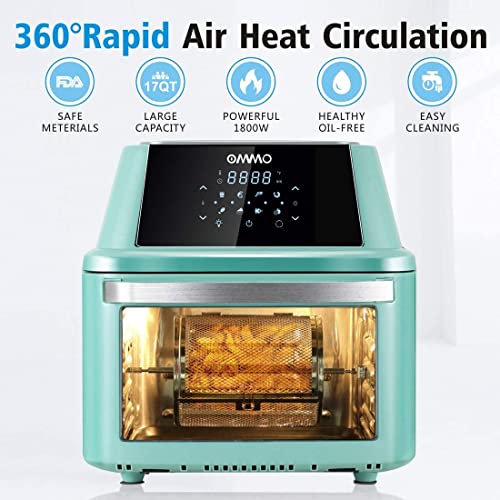 360°Rapid Air Heat Circulation
FDA
17QT
SAFE
METERIALS
LARGE
CAPACITY
POWERFUL
1800W
HEALTHY
OIL-FREE
EASY
CLEANING
OMMO
8888